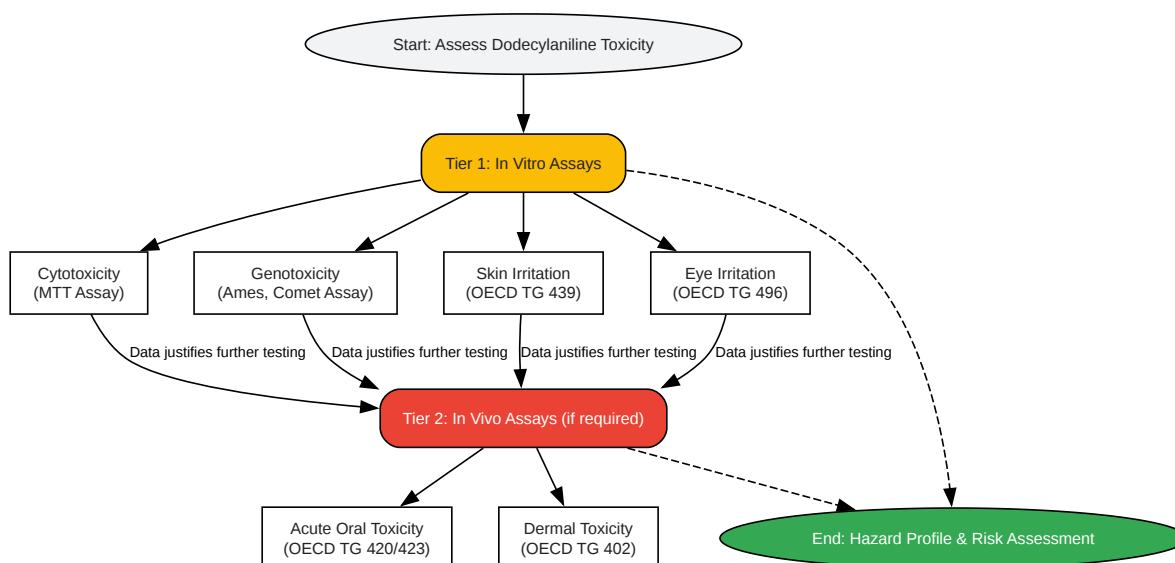 Start: Assess Dodecylaniline Toxicity
Tier 1: In Vitro Assays
Cytotoxicity
(MTT Assay)
Genotoxicity
(Ames, Comet Assay)
Skin Irritation
(OECD TG 439)
Eye Irritation
(OECD TG 496)
Data justifies further testing
Data justifies further testing
Data justifies further testing
Data justifies further testing
Tier 2: In Vivo Assays (if required)
Acute Oral Toxicity
(OECD TG 420/423)
Dermal Toxicity
(OECD TG 402)
End: Hazard Profile & Risk Assessment